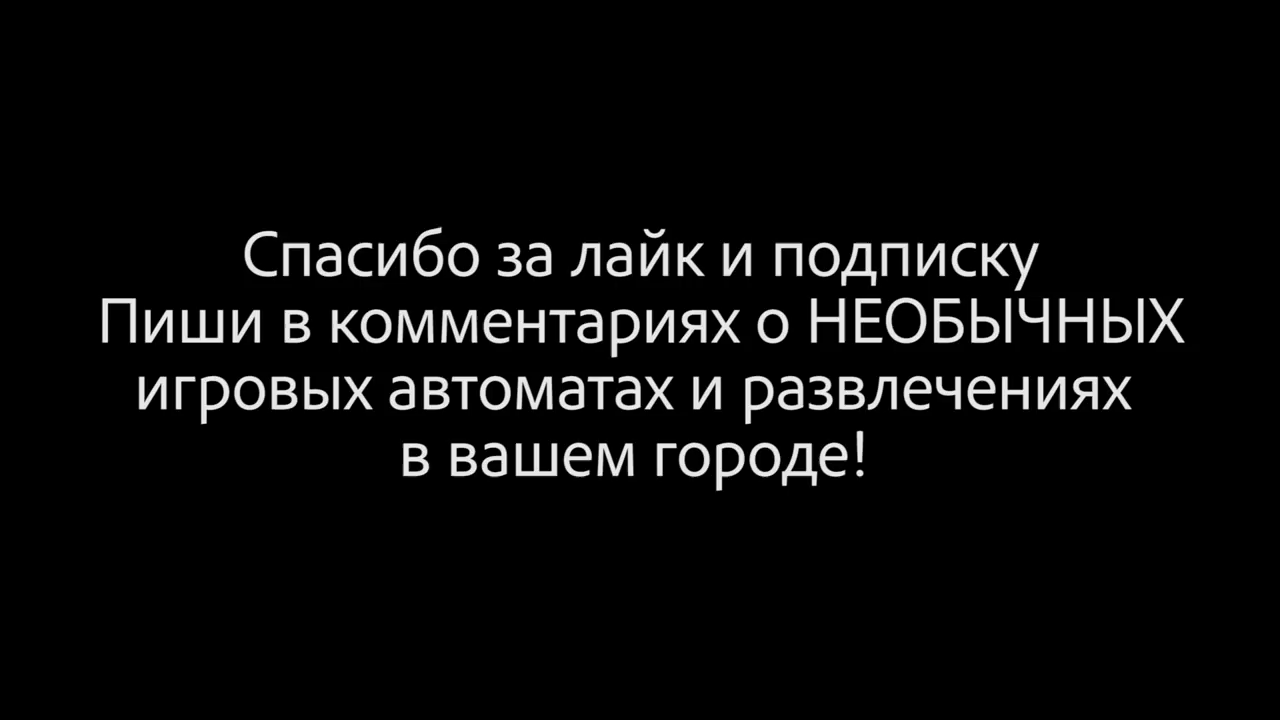 Спасибо за лайк и подписку
Пиши в комментариях о НЕОБЫЧНЫХ
игровых автоматах и развлечениях
в вашем городе!